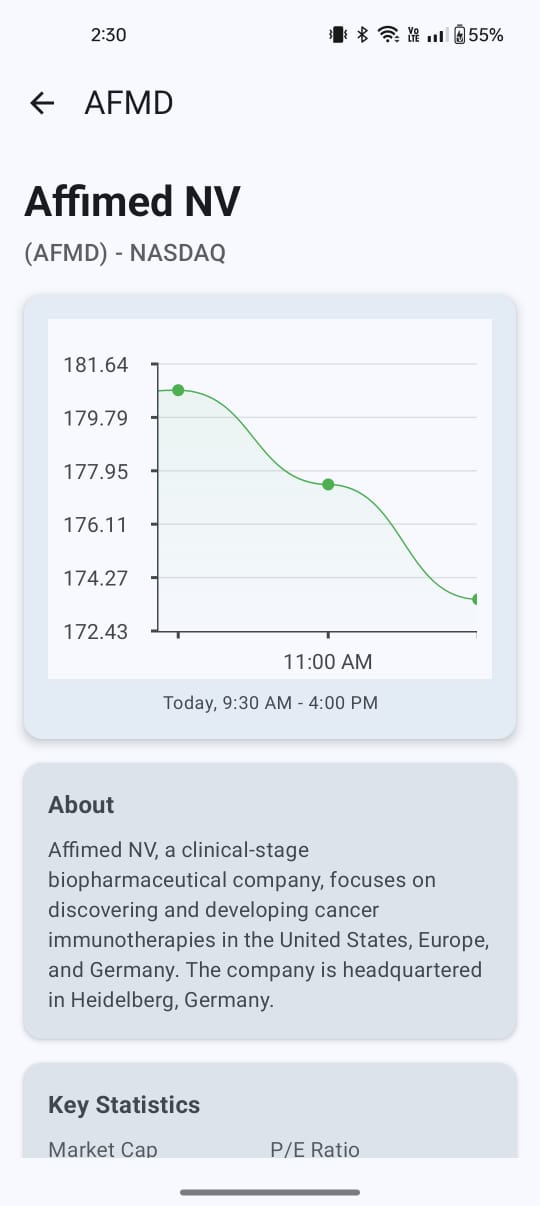 2:30
Vo
LTE
55%
AFMD
Affimed NV
(AFMD) - NASDAQ
181.64
179.79
177.95
176.11
174.27
172.43
11:00 AM
Today, 9:30 AM - 4:00 PM
About
Affimed NV, a clinical-stage
biopharmaceutical company, focuses on
discovering and developing cancer
immunotherapies in the United States, Europe,
and Germany. The company is headquartered
in Heidelberg, Germany.
Key Statistics
Market Cap P/E Ratio